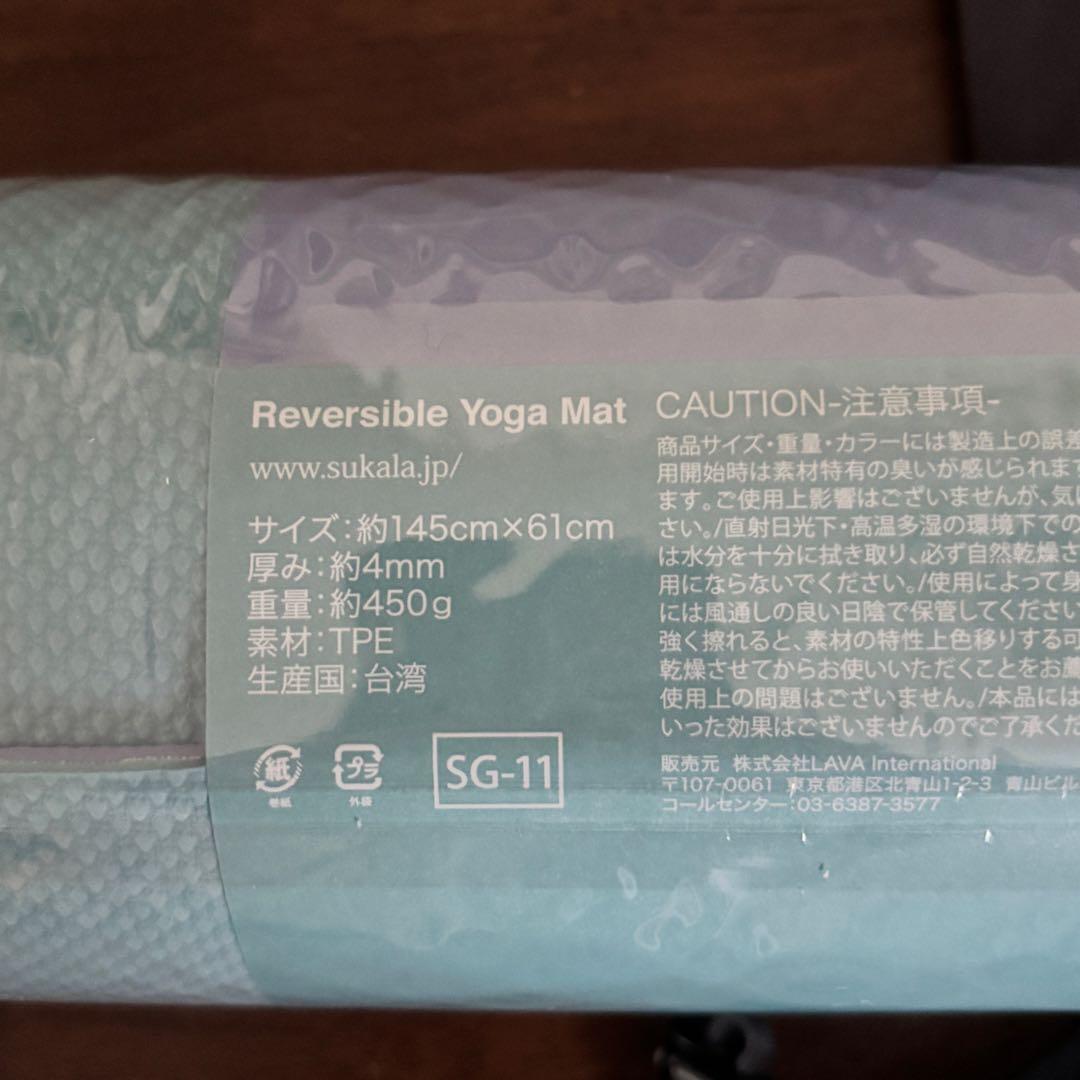 Reversible Yoga Mat
www.sukala.jp/
サイズ:約145cm×61cm
厚み:約4mm
重量:約450g
素材:TPE
生産国:台湾
紙
巻紙
プラ
外袋
SG-11
CAUTION-注意事項-
商品サイズ・重量・カラーには製造上の誤差
用開始時は素材特有の臭いが感じられます
ます。ご使用上影響はございませんが、気に
さい。/直射日光下・高温多湿の環境下での
は水分を十分に拭き取り、必ず自然乾燥さ
用にならないでください。/使用によって身
には風通しの良い日陰で保管してください
強く擦れると、素材の特性上色移りする可
乾燥させてからお使いいただくことをお薦
使用上の問題はございません。/本品には
いった効果はございませんのでご了承くだ
販売元 株式会社LAVA International
〒107-0061 東京都港区北青山1-2-3 青山ビル
コールセンター:03-6387-3577